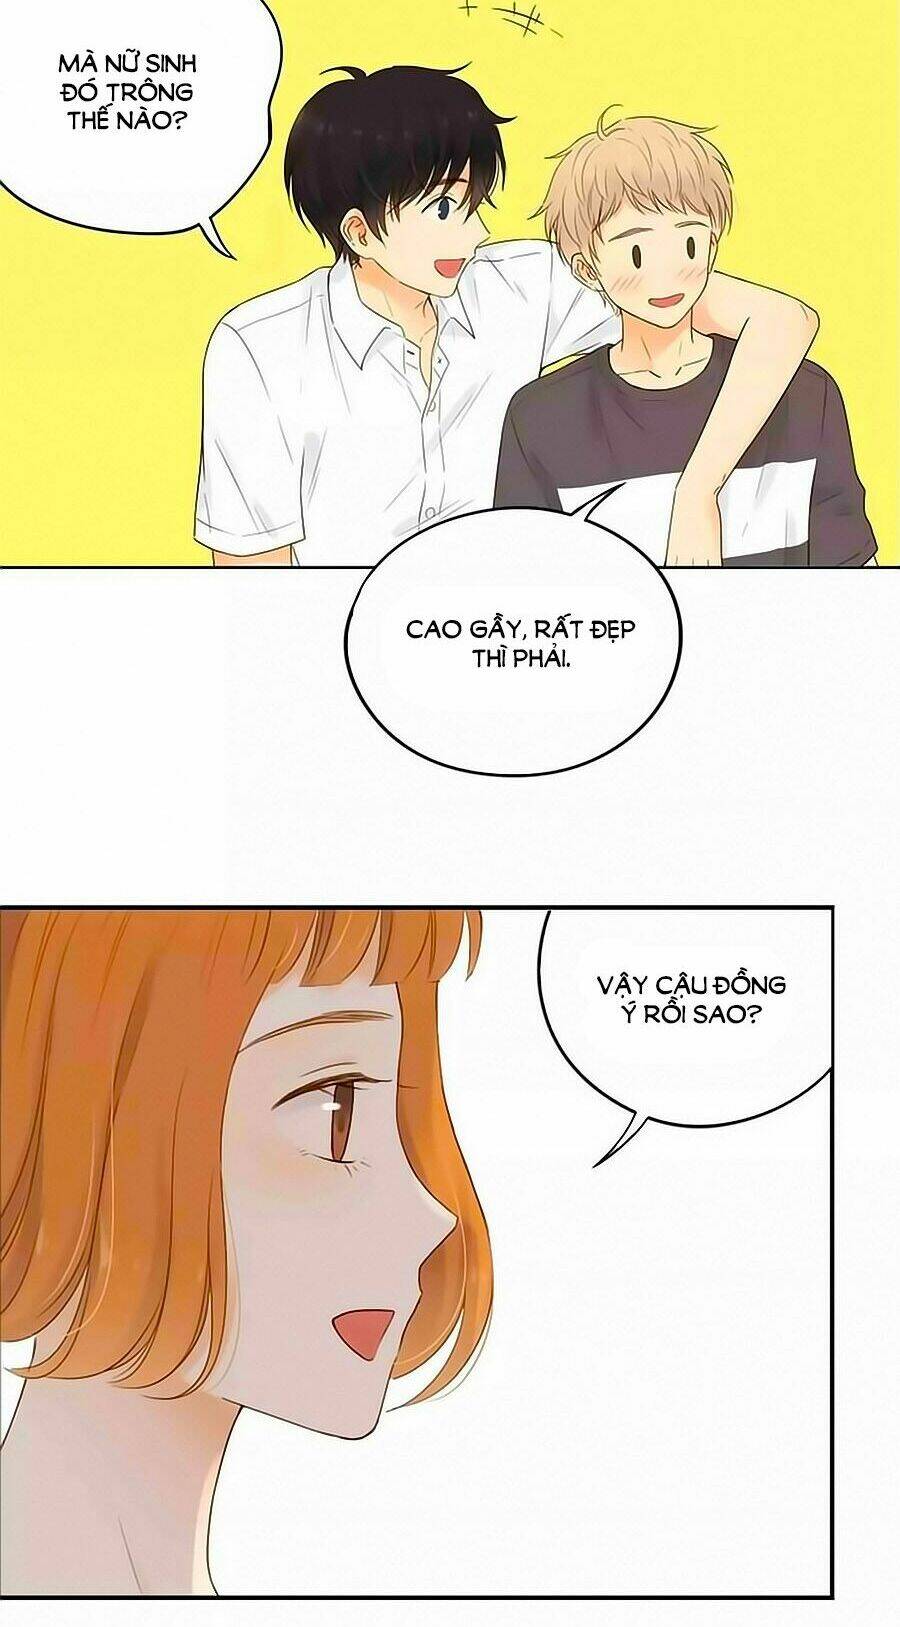 MÀ NỮ SINH
ĐÓ TRÔNG
THẾ NÀO?
CAO GẦY, RẤT ĐẸP
THÌ PHẢI.
VẬY CẬU ĐỒNG
Ý RỒI SAO?